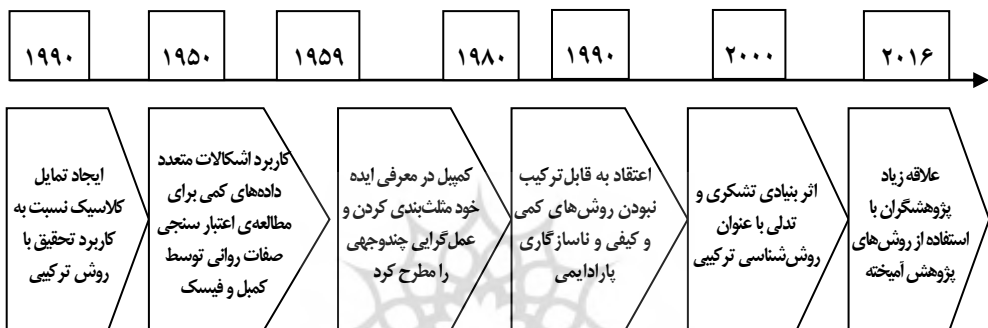 ۱۹۹۰
۱۹۵۰
۱۹۵۹
۱۹۸۰
۱۹۹۰
۲۰۰۰
۲۰۱۶
ایجاد تمایل
کلاسیک نسبت به
کاربرد تحقیق با
روش ترکیبی
کاربرد اشکالات متعدد
داده‌های کمی برای
مطالعه‌ی اعتبار سنجی
صفات روانی توسط
کمبل و فیسک
کمپبل در معرفی ایده
خود مثلث‌بندی کردن و
عمل‌گرایی چندوجهی
را مطرح کرد
اعتقاد به قابل ترکیب
نبودن روش‌های کمی
و کیفی و ناسازگاری
پارادایمی
اثر بنیادی تشکری و
تدلی با عنوان
روش‌شناسی ترکیبی
علاقه زیاد
پژوهشگران با
استفاده از روش‌های
پژوهش آمیخته